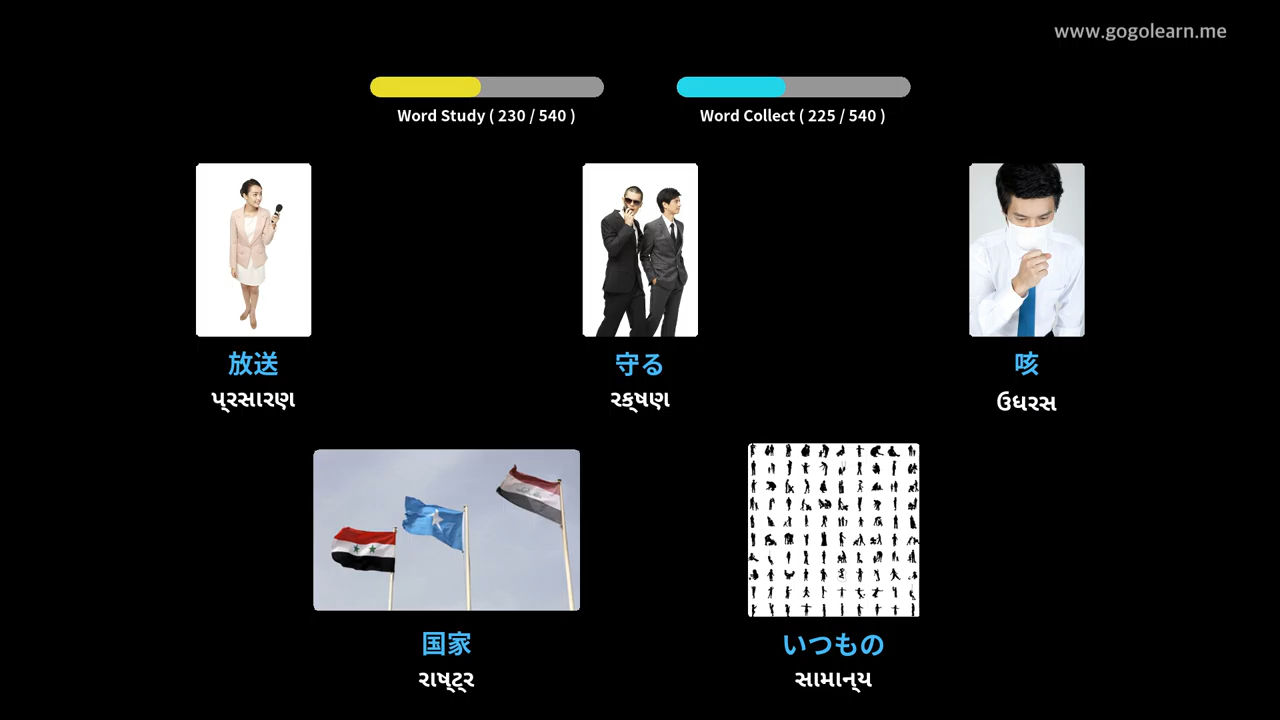 www.gogolearn.me
Word Study ( 230 / 540 )
Word Collect ( 225 / 540 )
放送
પ્રસારણ
守る
રક્ષણ
咳
ઉધરસ
国家
રાષ્ટ્ર
いつもの
સામાન્ય